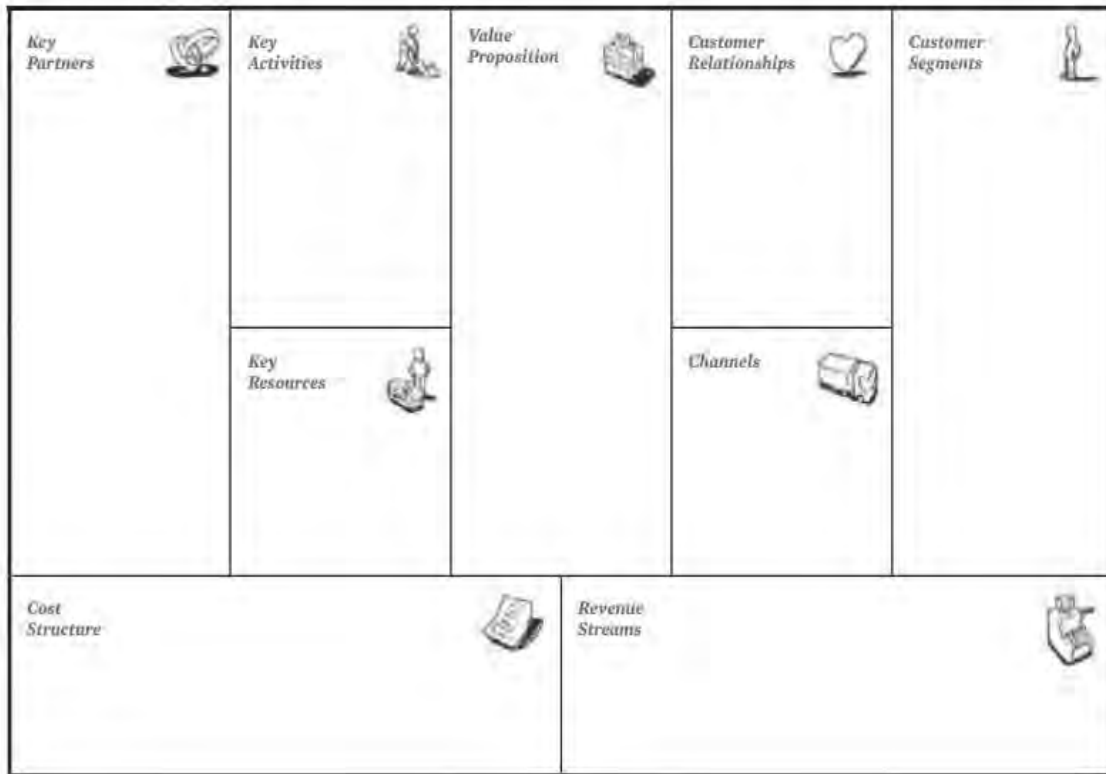 Key
Partners
Key
Activities
Value
Proposition
Customer
Relationships
Customer
Segments
Key
Resources
Channels
Cost
Structure
Revenue
Streams